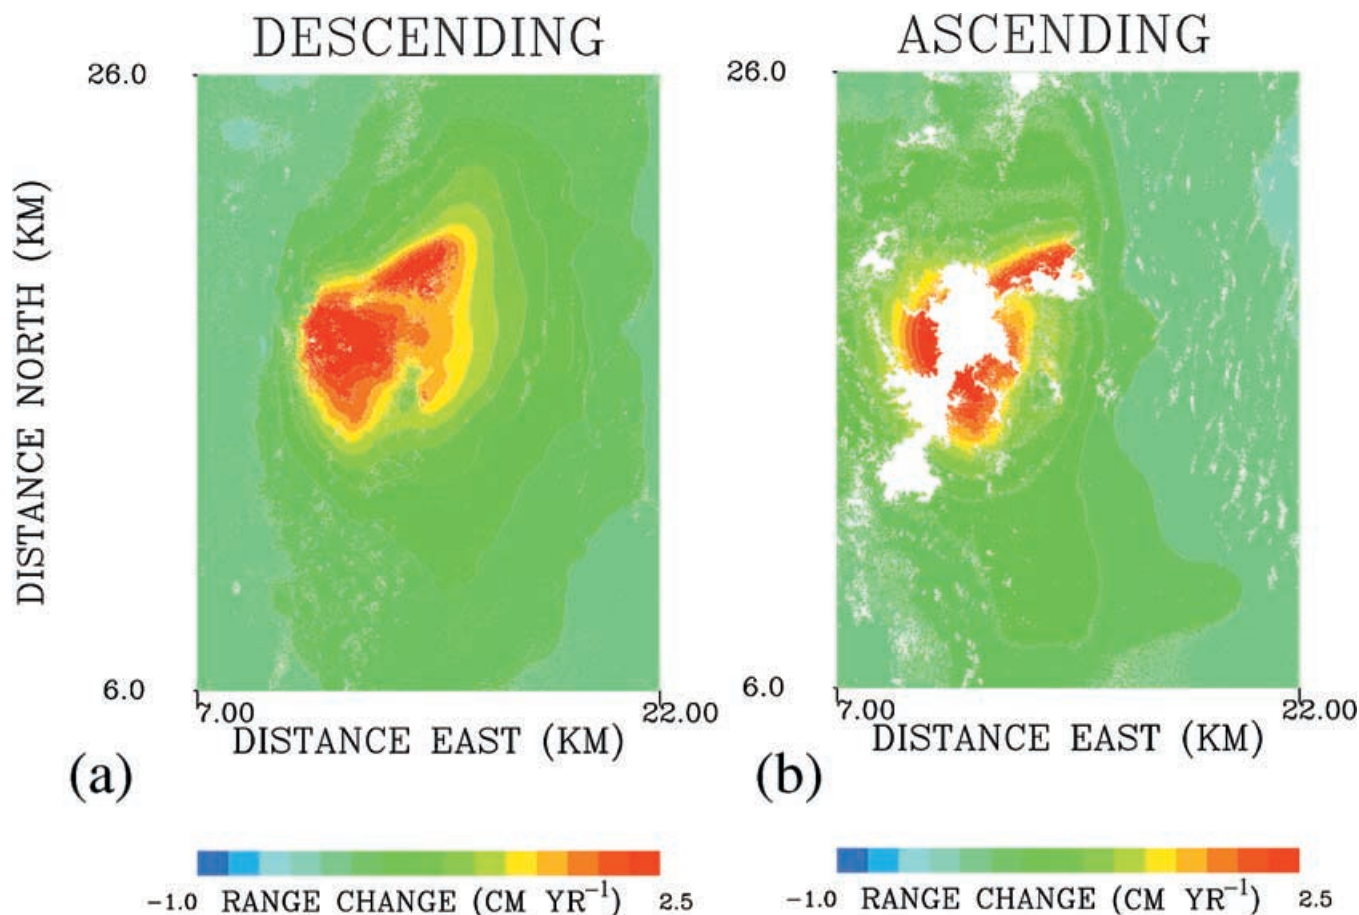 DESCENDING
ASCENDING
26.0
26.0
DISTANCE NORTH (KM)
6.0
6.0
7.00
22.00
7.00
22.00
DISTANCE EAST (KM)
DISTANCE EAST (KM)
(a)
(b)
-1.0 RANGE CHANGE (CM YR⁻¹) 2.5
-1.0 RANGE CHANGE (CM YR⁻¹) 2.5